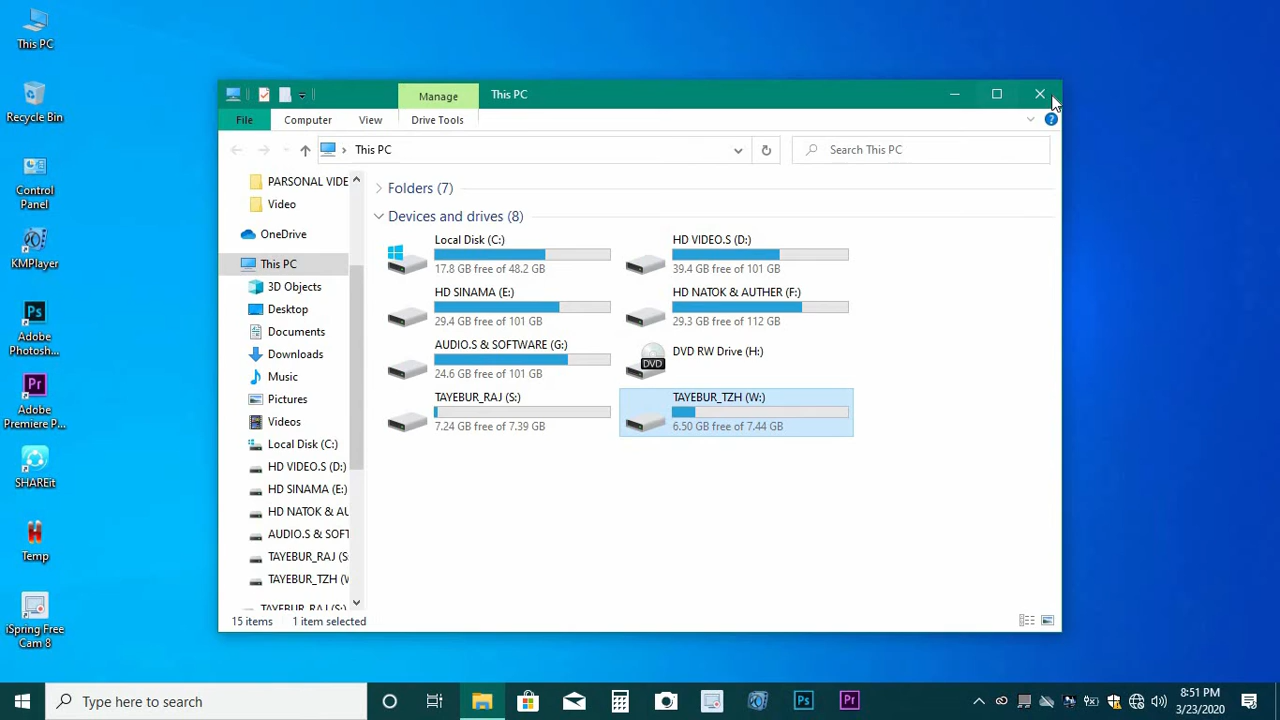 This PC
Recycle Bin
Control
Panel
KMPlayer
Adobe
Photosh...
Adobe
Premiere P...
SHAREit
Temp
iSpring Free
Cam 8
Manage
This PC
File
Computer
View
Drive Tools
This PC
Search This PC
PARSONAL VIDE
Video
OneDrive
This PC
3D Objects
Desktop
Documents
Downloads
Music
Pictures
Videos
Local Disk (C:)
HD VIDEO.S (D:)
HD SINAMA (E:)
HD NATOK & AU
AUDIO.S & SOFT
TAYEBUR_RAJ (S
TAYEBUR_TZH (W
TAYEBUR_RAJ (S:)
Folders (7)
Devices and drives (8)
Local Disk (C:)
17.8 GB free of 48.2 GB
HD VIDEO.S (D:)
39.4 GB free of 101 GB
HD SINAMA (E:)
29.4 GB free of 101 GB
HD NATOK & AUTHER (F:)
29.3 GB free of 112 GB
AUDIO.S & SOFTWARE (G:)
24.6 GB free of 101 GB
DVD
DVD RW Drive (H:)
TAYEBUR_RAJ (S:)
7.24 GB free of 7.39 GB
TAYEBUR_TZH (W:)
6.50 GB free of 7.44 GB
15 items
1 item selected
Type here to search
Ps
Pr
8:51 PM
3/23/2020